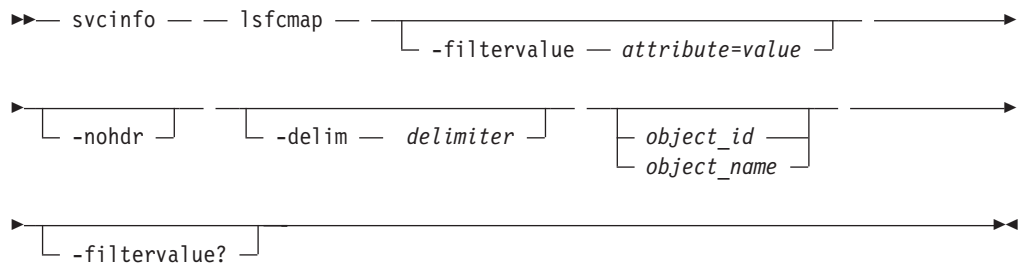 svcinfo lsfcmap
-filtervalue attribute=value
-nohdr -delim delimiter object_id
object_name
-filtervalue?